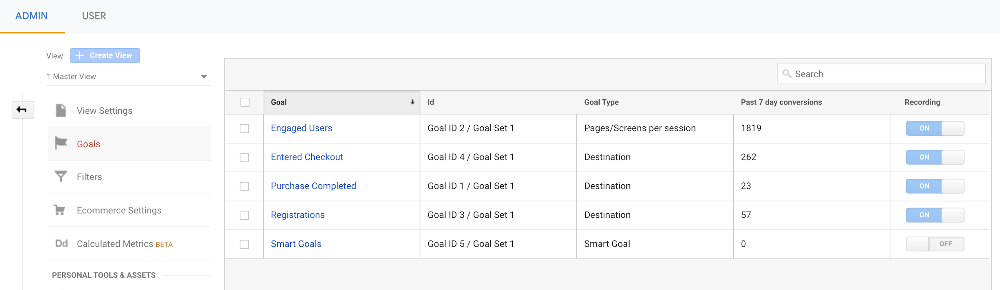 ADMIN USER
View + Create View
1 Master View
View Settings
Goals
Filters
Ecommerce Settings
Dd Calculated Metrics BETA
PERSONAL TOOLS & ASSETS
Search
Goal Id Goal Type Past 7 day conversions Recording
Engaged Users Goal ID 2 / Goal Set 1 Pages/Screens per session 1819 ON
Entered Checkout Goal ID 4 / Goal Set 1 Destination 262 ON
Purchase Completed Goal ID 1 / Goal Set 1 Destination 23 ON
Registrations Goal ID 3 / Goal Set 1 Destination 57 ON
Smart Goals Goal ID 5 / Goal Set 1 Smart Goal 0 OFF